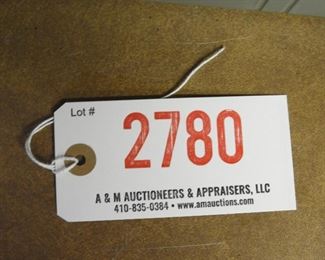 Lot #
2780
A & M AUCTIONEERS & APPRAISERS, LLC
410-835-0384 • www.amauctions.com